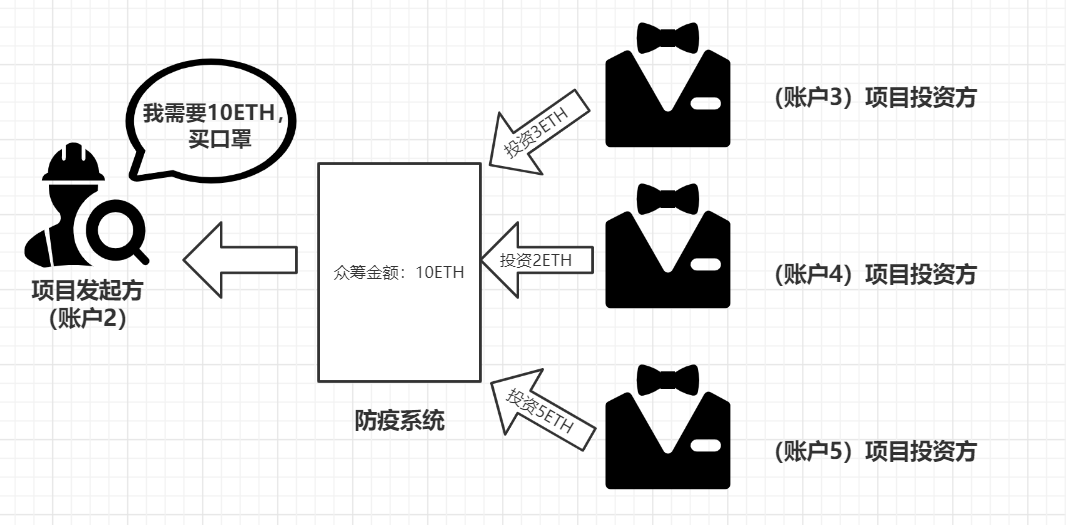 我需要10ETH，
买口罩
项目发起方
（账户2）
众筹金额：10ETH
防疫系统
投资3ETH
投资2ETH
投资5ETH
（账户3）项目投资方
（账户4）项目投资方
（账户5）项目投资方